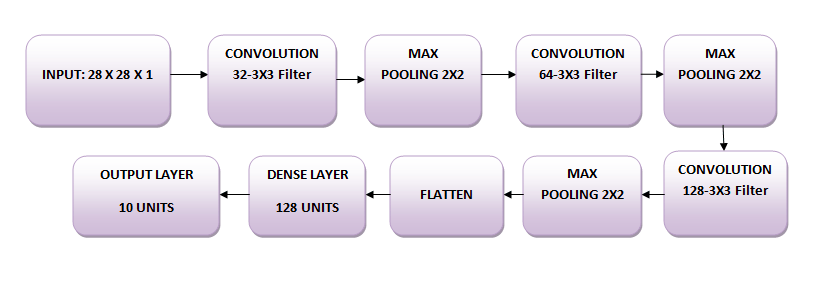 INPUT: 28 X 28 X 1
CONVOLUTION
32-3X3 Filter
MAX
POOLING 2X2
CONVOLUTION
64-3X3 Filter
MAX
POOLING 2X2
CONVOLUTION
128-3X3 Filter
MAX
POOLING 2X2
FLATTEN
DENSE LAYER
128 UNITS
OUTPUT LAYER
10 UNITS